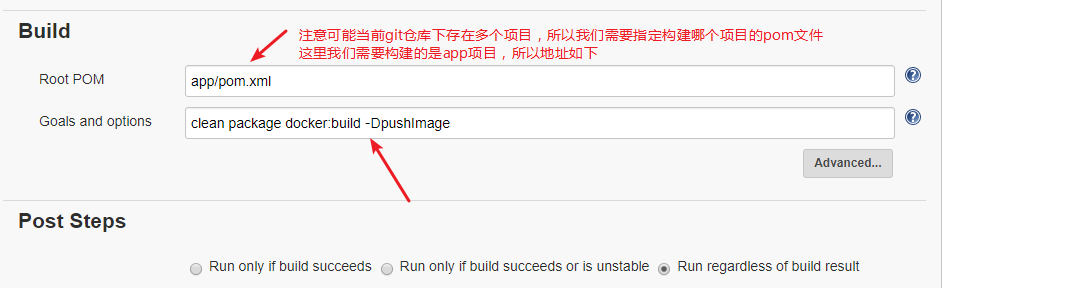 Build
注意可能当前git仓库下存在多个项目，所以我们需要指定构建哪个项目的pom文件
这里我们需要构建的是app项目，所以地址如下
Root POM
app/pom.xml
?
Goals and options
clean package docker:build -DpushImage
?
Advanced...
Post Steps
Run only if build succeeds Run only if build succeeds or is unstable Run regardless of build result